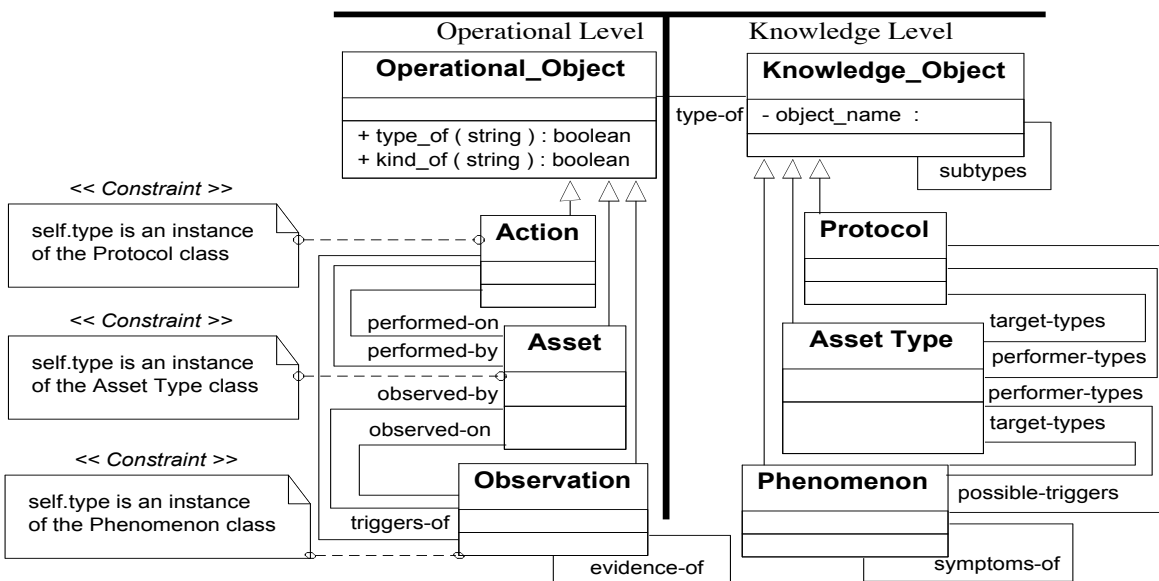 Operational Level
Knowledge Level
Operational_Object
+ type_of ( string ) : boolean
+ kind_of ( string ) : boolean
type-of
Knowledge_Object
- object_name :
subtypes
<< Constraint >>
self.type is an instance
of the Protocol class
Action
Protocol
performed-on
performed-by
target-types
performer-types
<< Constraint >>
self.type is an instance
of the Asset Type class
Asset
Asset Type
observed-by
observed-on
performer-types
target-types
<< Constraint >>
self.type is an instance
of the Phenomenon class
Observation
Phenomenon
triggers-of
possible-triggers
evidence-of
symptoms-of